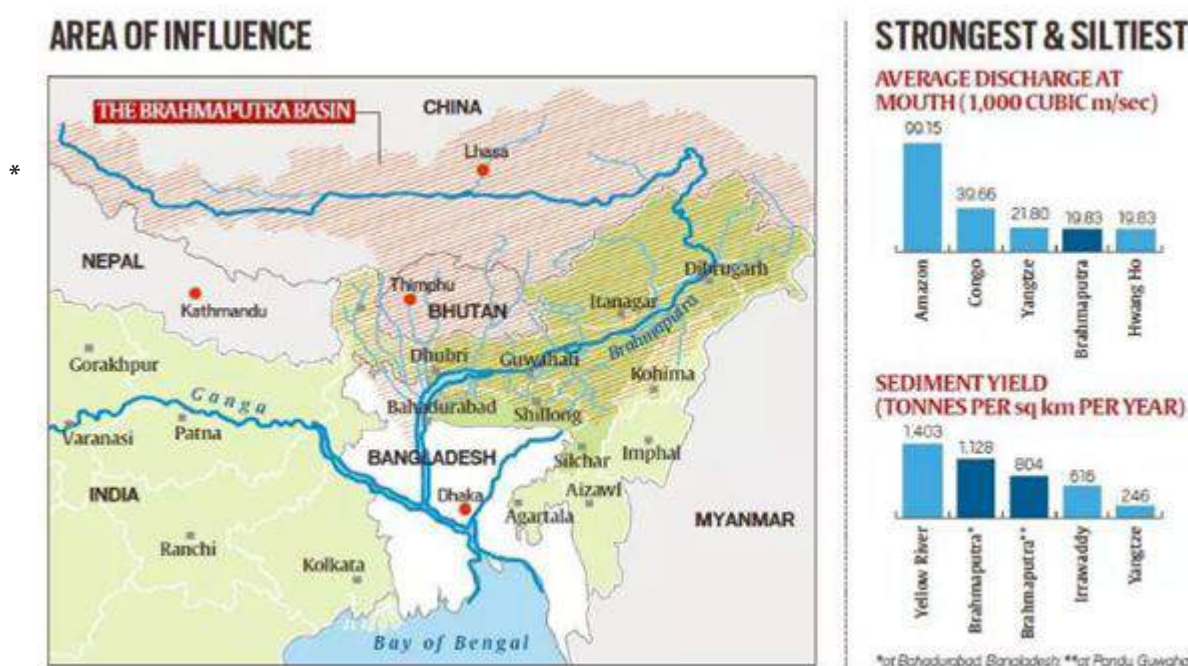 AREA OF INFLUENCE
*
THE BRAHMAPUTRA BASIN
CHINA
Lhasa
NEPAL
Kathmandu
Thimphu
BHUTAN
Dibrugarh
Itanagar
Brahmaputra
Gorakhpur
Dhubri
Guwahati
Kohima
Ganga
Bahadurabad
Shillong
Varanasi
Patna
BANGLADESH
Silchar
Imphal
INDIA
Dhaka
Aizawl
Agartala
MYANMAR
Ranchi
Kolkata
Bay of Bengal
STRONGEST & SILTIEST
AVERAGE DISCHARGE AT
MOUTH (1,000 CUBIC m/sec)
99.15
39.66
21.80
19.83
19.83
Amazon
Congo
Yangtze
Brahmaputra
Hwang Ho
SEDIMENT YIELD
(TONNES PER sq km PER YEAR)
1,403
1,128
804
616
246
Yellow River
Brahmaputra*
Brahmaputra**
Irrawaddy
Yangtze
*at Bahadurabad, Bangladesh; **at Pandu,